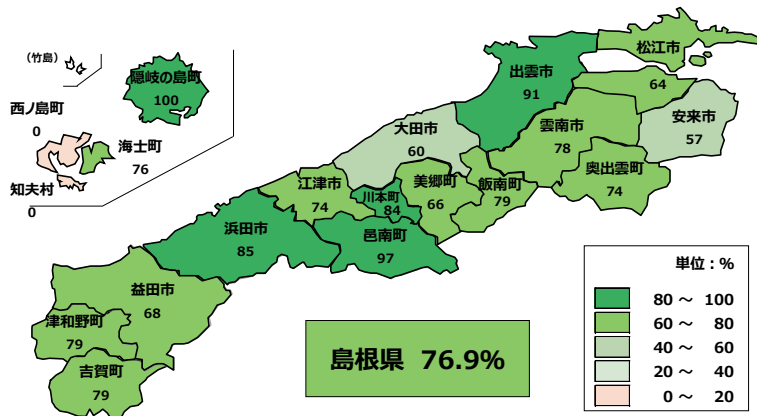 松江市
64
(竹島)
隠岐の島町
100
出雲市
91
西ノ島町
0
海士町
76
知夫村
0
安来市
57
雲南市
78
大田市
60
奥出雲町
74
飯南町
79
美郷町
66
川本町
84
江津市
74
邑南町
97
浜田市
85
益田市
68
津和野町
79
吉賀町
79
島根県 76.9%
単位:%
80 ~ 100
60 ~ 80
40 ~ 60
20 ~ 40
0 ~ 20